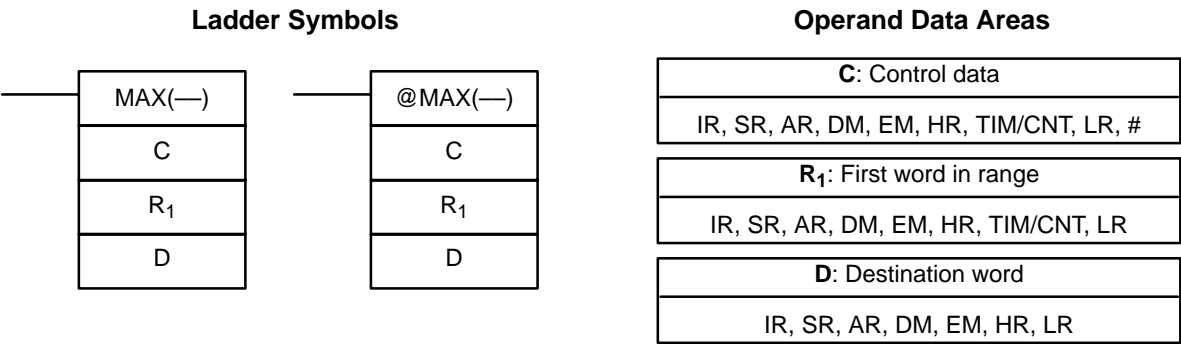 Ladder Symbols
MAX(—)
C
R1
D
@MAX(—)
C
R1
D
Operand Data Areas
C: Control data
IR, SR, AR, DM, EM, HR, TIM/CNT, LR, #
R1: First word in range
IR, SR, AR, DM, EM, HR, TIM/CNT, LR
D: Destination word
IR, SR, AR, DM, EM, HR, LR